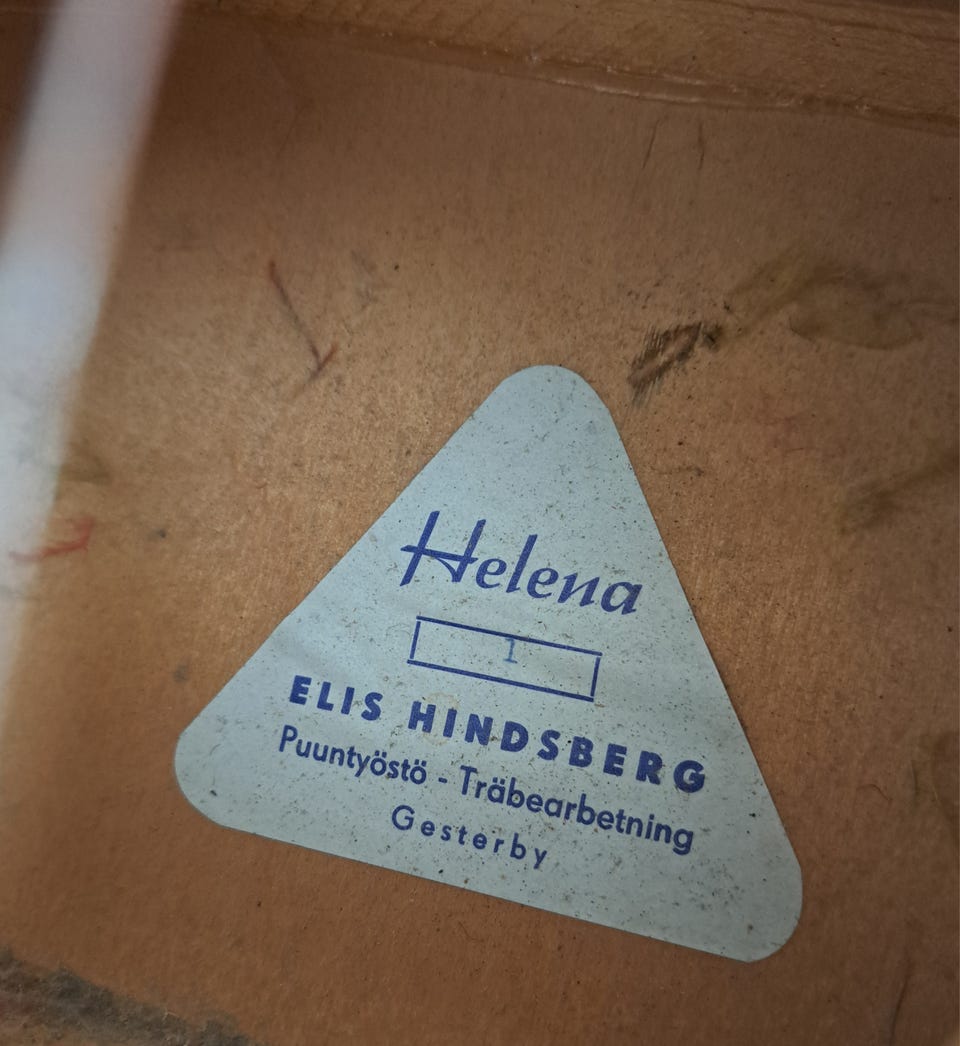 Helena
1
ELIS HINDSBERG
Puuntyöstö - Träbearbetning
Gesterby